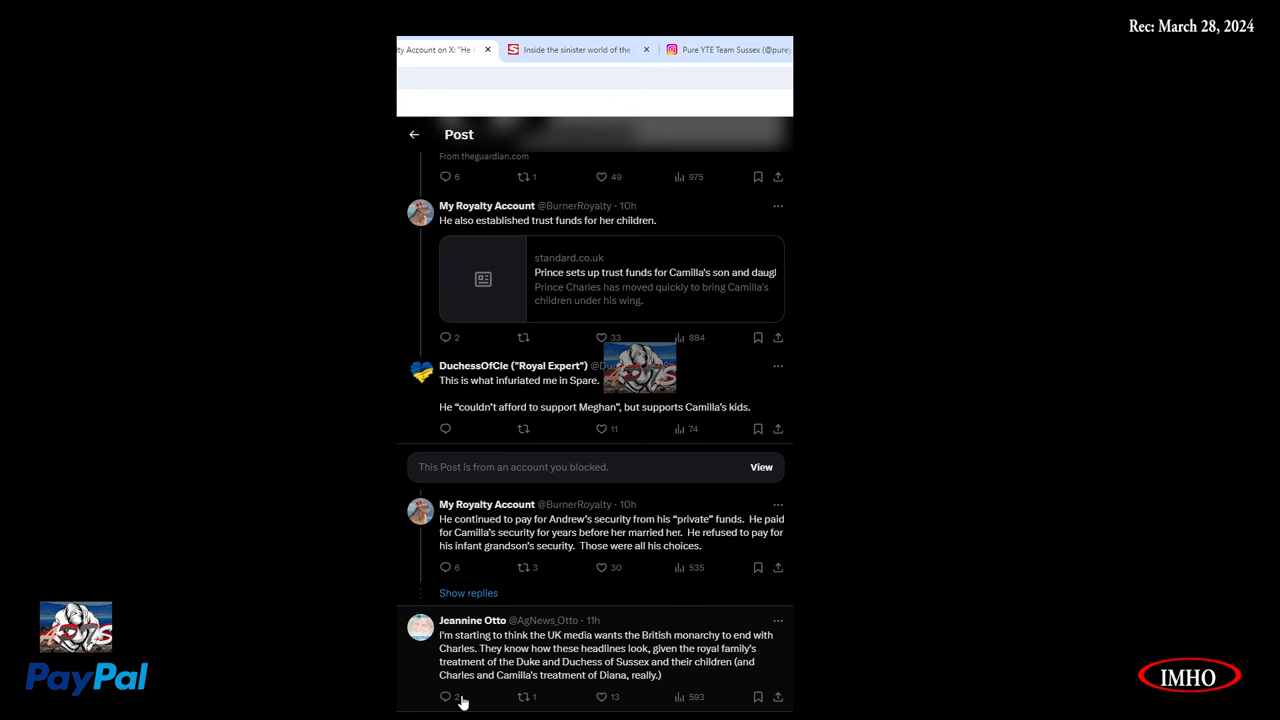 Rec: March 28, 2024
lty Account on X: "He
Inside the sinister world of the
Pure YTE Team Sussex (@purey
Post
From theguardian.com
6 1 49 975
My Royalty Account @BurnerRoyalty · 10h
He also established trust funds for her children.
standard.co.uk
Prince sets up trust funds for Camilla's son and daugl
Prince Charles has moved quickly to bring Camilla's
children under his wing.
2 33 884
DuchessOfCle ("Royal Expert")
This is what infuriated me in Spare.
He “couldn’t afford to support Meghan”, but supports Camilla’s kids.
11 74
This Post is from an account you blocked.
View
My Royalty Account @BurnerRoyalty · 10h
He continued to pay for Andrew’s security from his “private” funds. He paid
for Camilla’s security for years before her married her. He refused to pay for
his infant grandson’s security. Those were all his choices.
6 3 30 535
Show replies
Jeannine Otto @AgNews_Otto · 11h
I'm starting to think the UK media wants the British monarchy to end with
Charles. They know how these headlines look, given the royal family's
treatment of the Duke and Duchess of Sussex and their children (and
Charles and Camilla's treatment of Diana, really.)
2 1 13 593
PayPal
IMHO